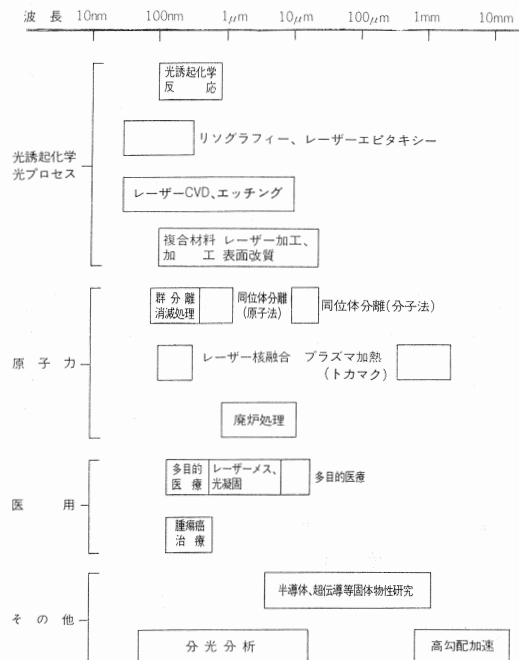 波長 10nm 100nm 1μm 10μm 100μm 1mm 10mm
光誘起化学
反応
リソグラフィー、レーザーエピタキシー
光誘起化学
光プロセス
レーザーCVD、エッチング
複合材料 レーザー加工、
加工 表面改質
群分離
消滅処理
同位体分離
(原子法)
同位体分離(分子法)
原子力
レーザー核融合
プラズマ加熱
(トカマク)
廃炉処理
多目的
医療
レーザーメス、
光凝固
多目的医療
医用
腫瘍癌
治療
半導体、超伝導等固体物性研究
その他
分光分析
高勾配加速